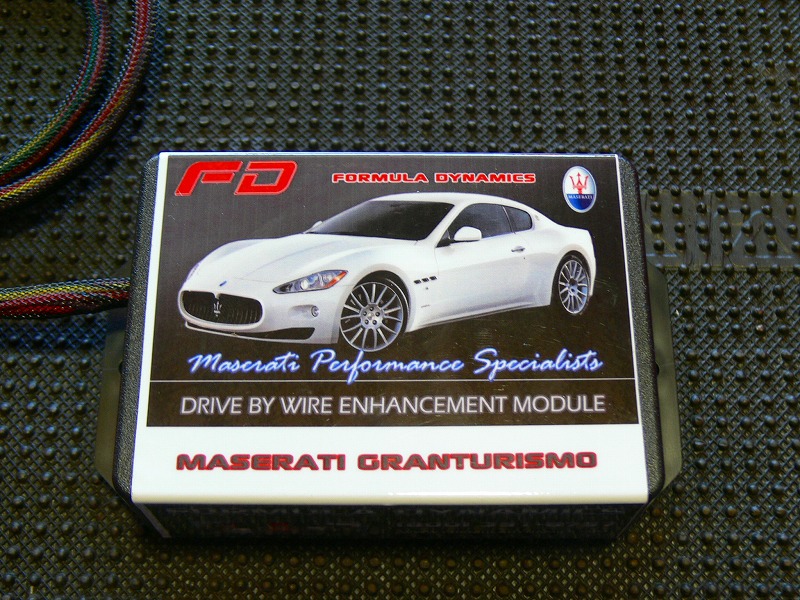 FD
FORMULA DYNAMICS
MASERATI
Maserati Performance Specialists
DRIVE BY WIRE ENHANCEMENT MODULE
MASERATI GRANTURISMO